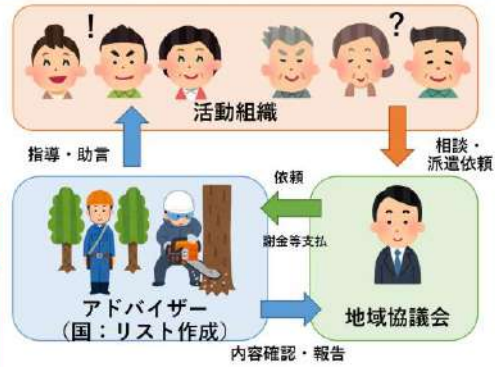 !
?
活動組織
指導・助言
相談・
派遣依頼
依頼
謝金等支払
アドバイザー
(国:リスト作成)
地域協議会
内容確認・報告